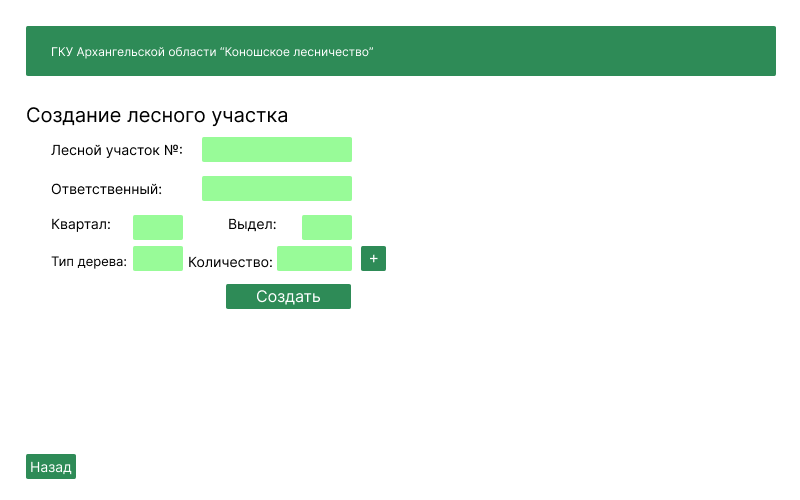 ГКУ Архангельской области “Коношское лесничество”
Создание лесного участка
Лесной участок №:
Ответственный:
Квартал: Выдел:
Тип дерева: Количество: +
Создать
Назад